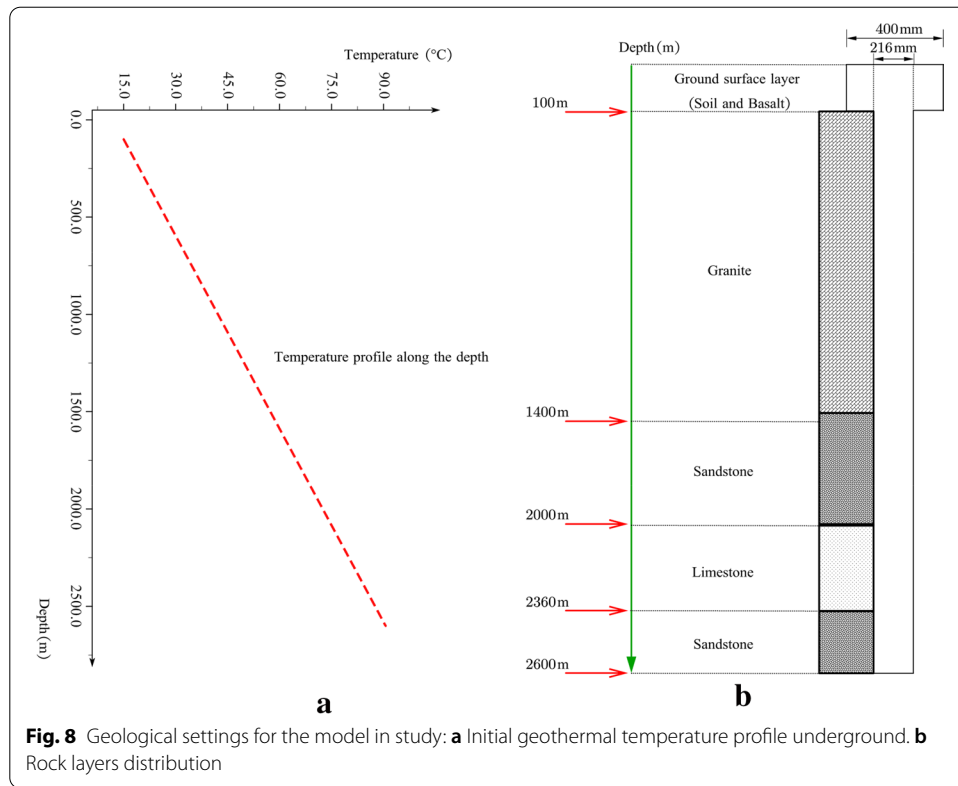 Temperature (°C)
15.0 30.0 45.0 60.0 75.0 90.0
0.0
500.0
1000.0
1500.0
2000.0
2500.0
Depth(m)
Temperature profile along the depth
a
400mm
216mm
Depth(m)
Ground surface layer
(Soil and Basalt)
100m
Granite
1400m
Sandstone
2000m
Limestone
2360m
Sandstone
2600m
b
Fig. 8 Geological settings for the model in study: a Initial geothermal temperature profile underground. b
Rock layers distribution